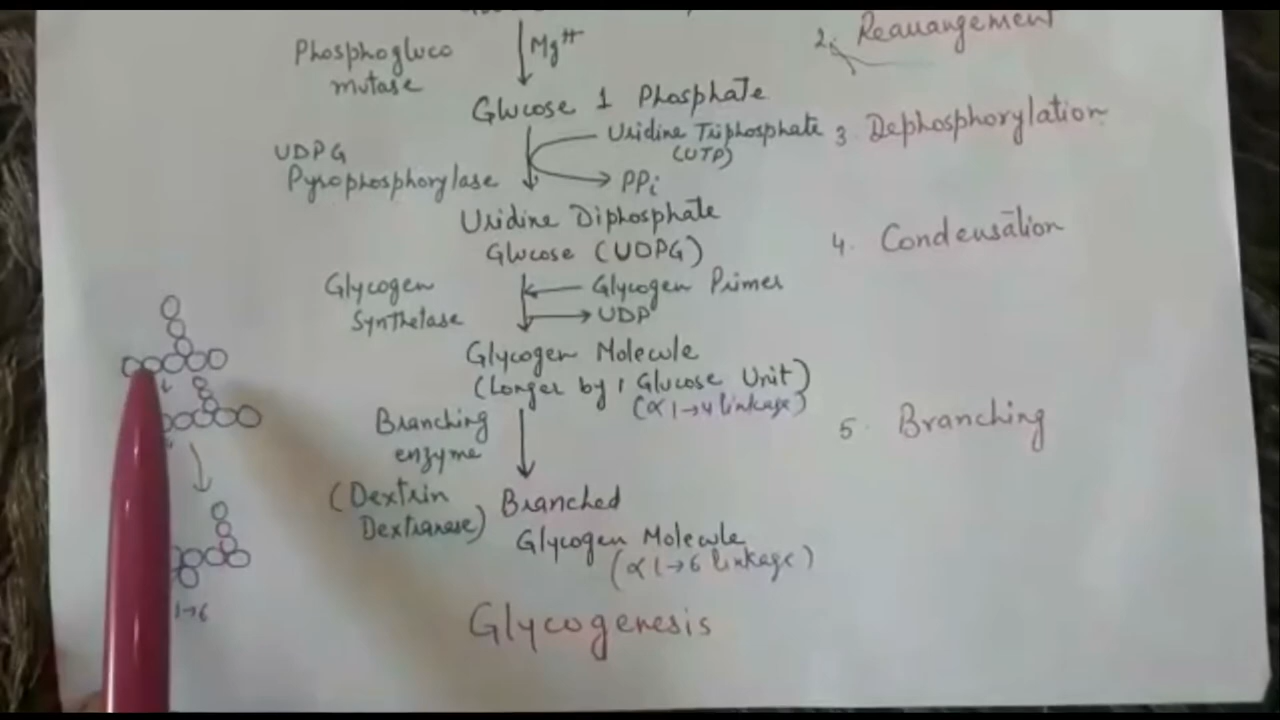 Phosphogluco
mutase
Mg++
2. Rearrangement
Glucose 1 Phosphate
UDPG
Pyrophosphorylase
Uridine Triphosphate
(UTP)
PPi
3 Dephosphorylation
Uridine Diphosphate
Glucose (UDPG)
4. Condensation
Glycogen
Synthelase
Glycogen Primer
UDP
Glycogen Molecule
(Longer by 1 Glucose Unit)
(α 1→4 linkage)
Branching
enzyme
5. Branching
(Dextrin
Dextranase)
Branched
Glycogen Molecule
(α 1→6 linkage)
1→6
Glycogenesis